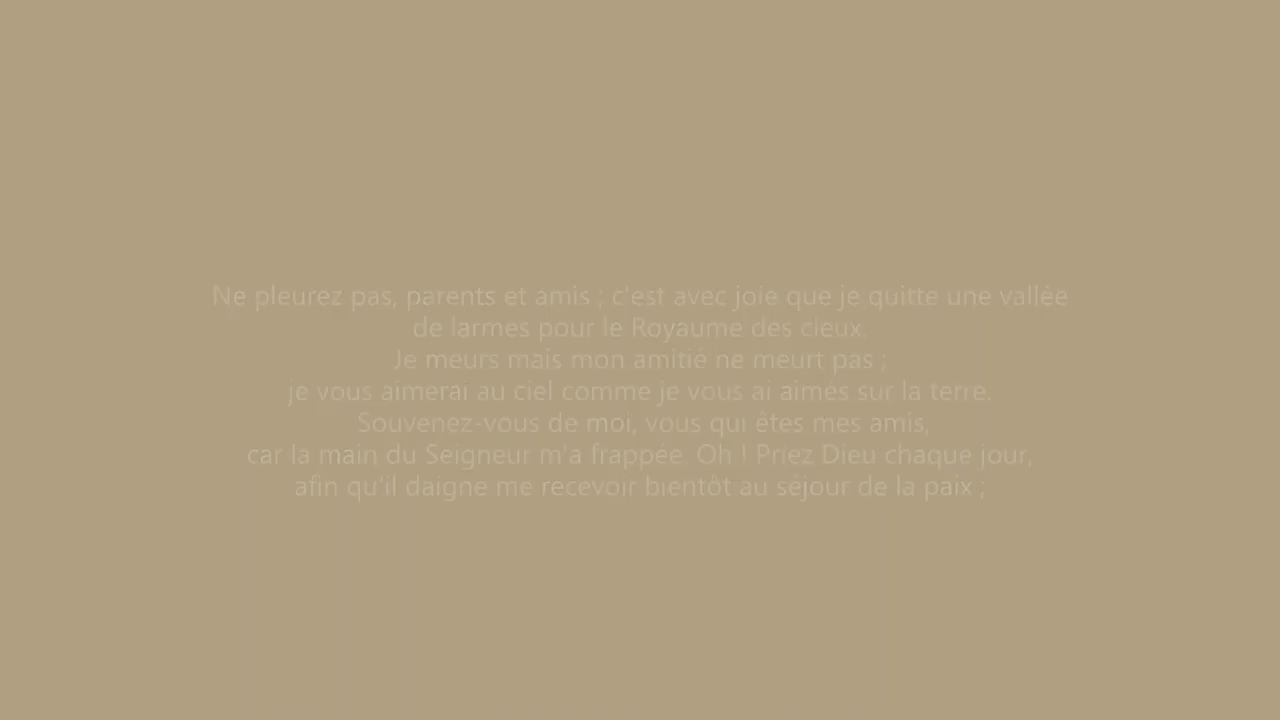 Ne pleurez pas, parents et amis ; c'est avec joie que je quitte une vallée
de larmes pour le Royaume des cieux.
Je meurs mais mon amitié ne meurt pas ;
je vous aimerai au ciel comme je vous ai aimés sur la terre.
Souvenez-vous de moi, vous qui êtes mes amis,
car la main du Seigneur m'a frappée. Oh ! Priez Dieu chaque jour,
afin qu'il daigne me recevoir bientôt au séjour de la paix ;